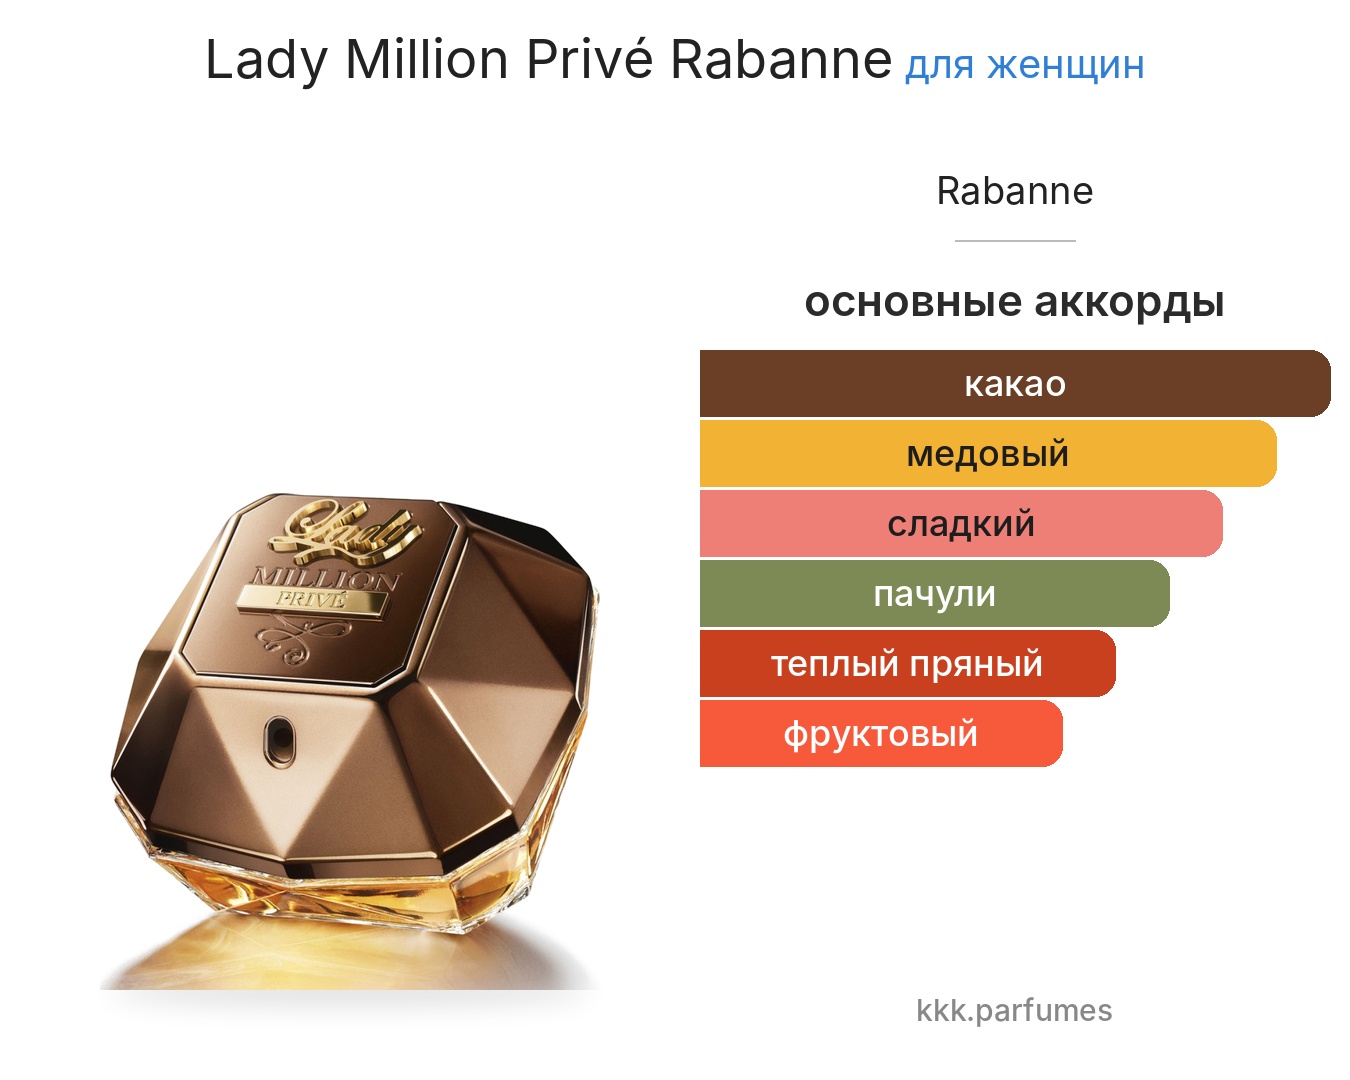 Lady Million Privé Rabanne для женщин
Rabanne
основные аккорды
какао
медовый
сладкий
пачули
теплый пряный
фруктовый
Lady
MILLION
PRIVÉ
kkk.parfumes